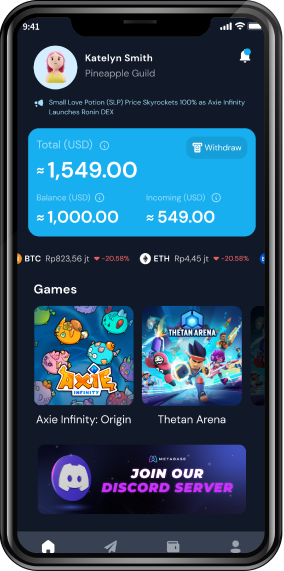 9:41
Katelyn Smith
Pineapple Guild
Small Love Potion (SLP) Price Skyrockets 100% as Axie Infinity
Launches Ronin DEX
Total (USD)
Withdraw
≈ 1,549.00
Balance (USD)
Incoming (USD)
≈ 1,000.00
≈ 549.00
BTC Rp823,56 jt -20.58%
ETH Rp4,45 jt -20.58%
Games
AXIE
INFINITY
THETAN ARENA
Axie Infinity: Origin
Thetan Arena
METABASE
JOIN OUR
DISCORD SERVER